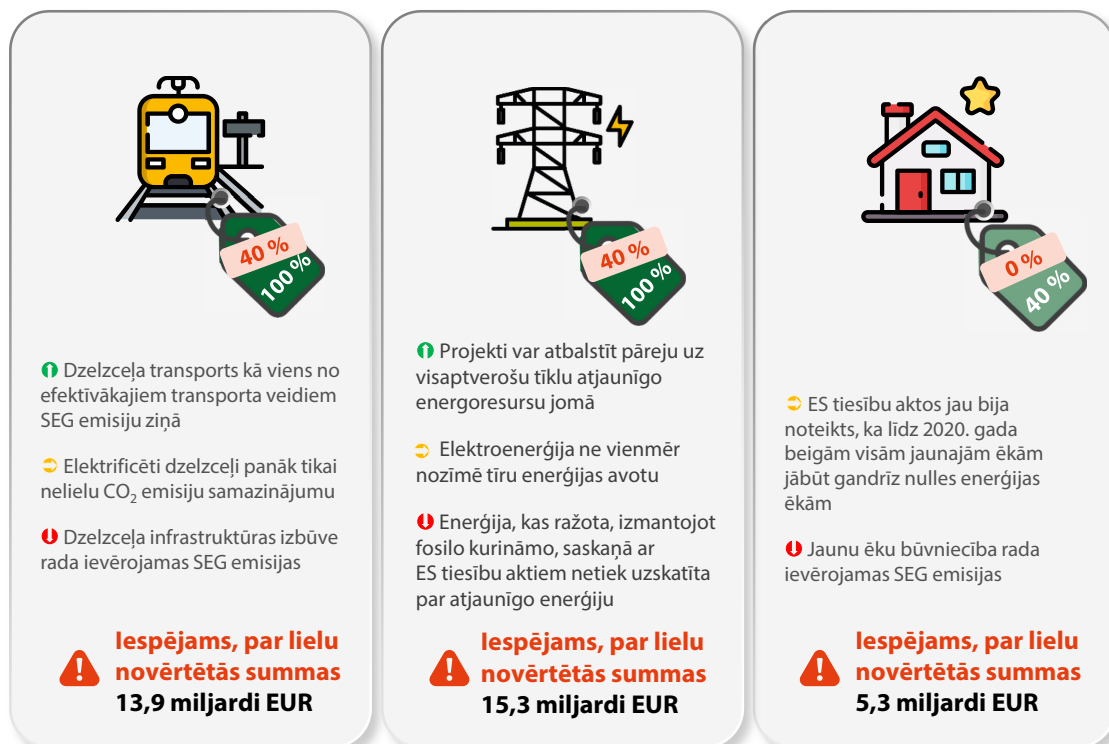 40 %
100 %
Dzelzceļa transports kā viens no
efektīvākajiem transporta veidiem
SEG emisiju ziņā
Elektrificēti dzelzceļi panāk tikai
nelielu CO₂ emisiju samazinājumu
Dzelzceļa infrastruktūras izbūve
rada ievērojamas SEG emisijas
Iespējams, par lielu
novērtētās summas
13,9 miljardi EUR
40 %
100 %
Projekti var atbalstīt pāreju uz
visaptverošu tīklu atjaunīgo
energoresursu jomā
Elektroenerģija ne vienmēr
nozīmē tīru enerģijas avotu
Enerģija, kas ražota, izmantojot
fosilo kurināmo, saskaņā ar
ES tiesību aktiem netiek uzskatīta
par atjaunīgo enerģiju
Iespējams, par lielu
novērtētās summas
15,3 miljardi EUR
0 %
40 %
ES tiesību aktos jau bija
noteikts, ka līdz 2020. gada
beigām visām jaunajām ēkām
jābūt gandrīz nulles enerģijas
ēkām
Jaunu ēku būvniecība rada
ievērojamas SEG emisijas
Iespējams, par lielu
novērtētās summas
5,3 miljardi EUR